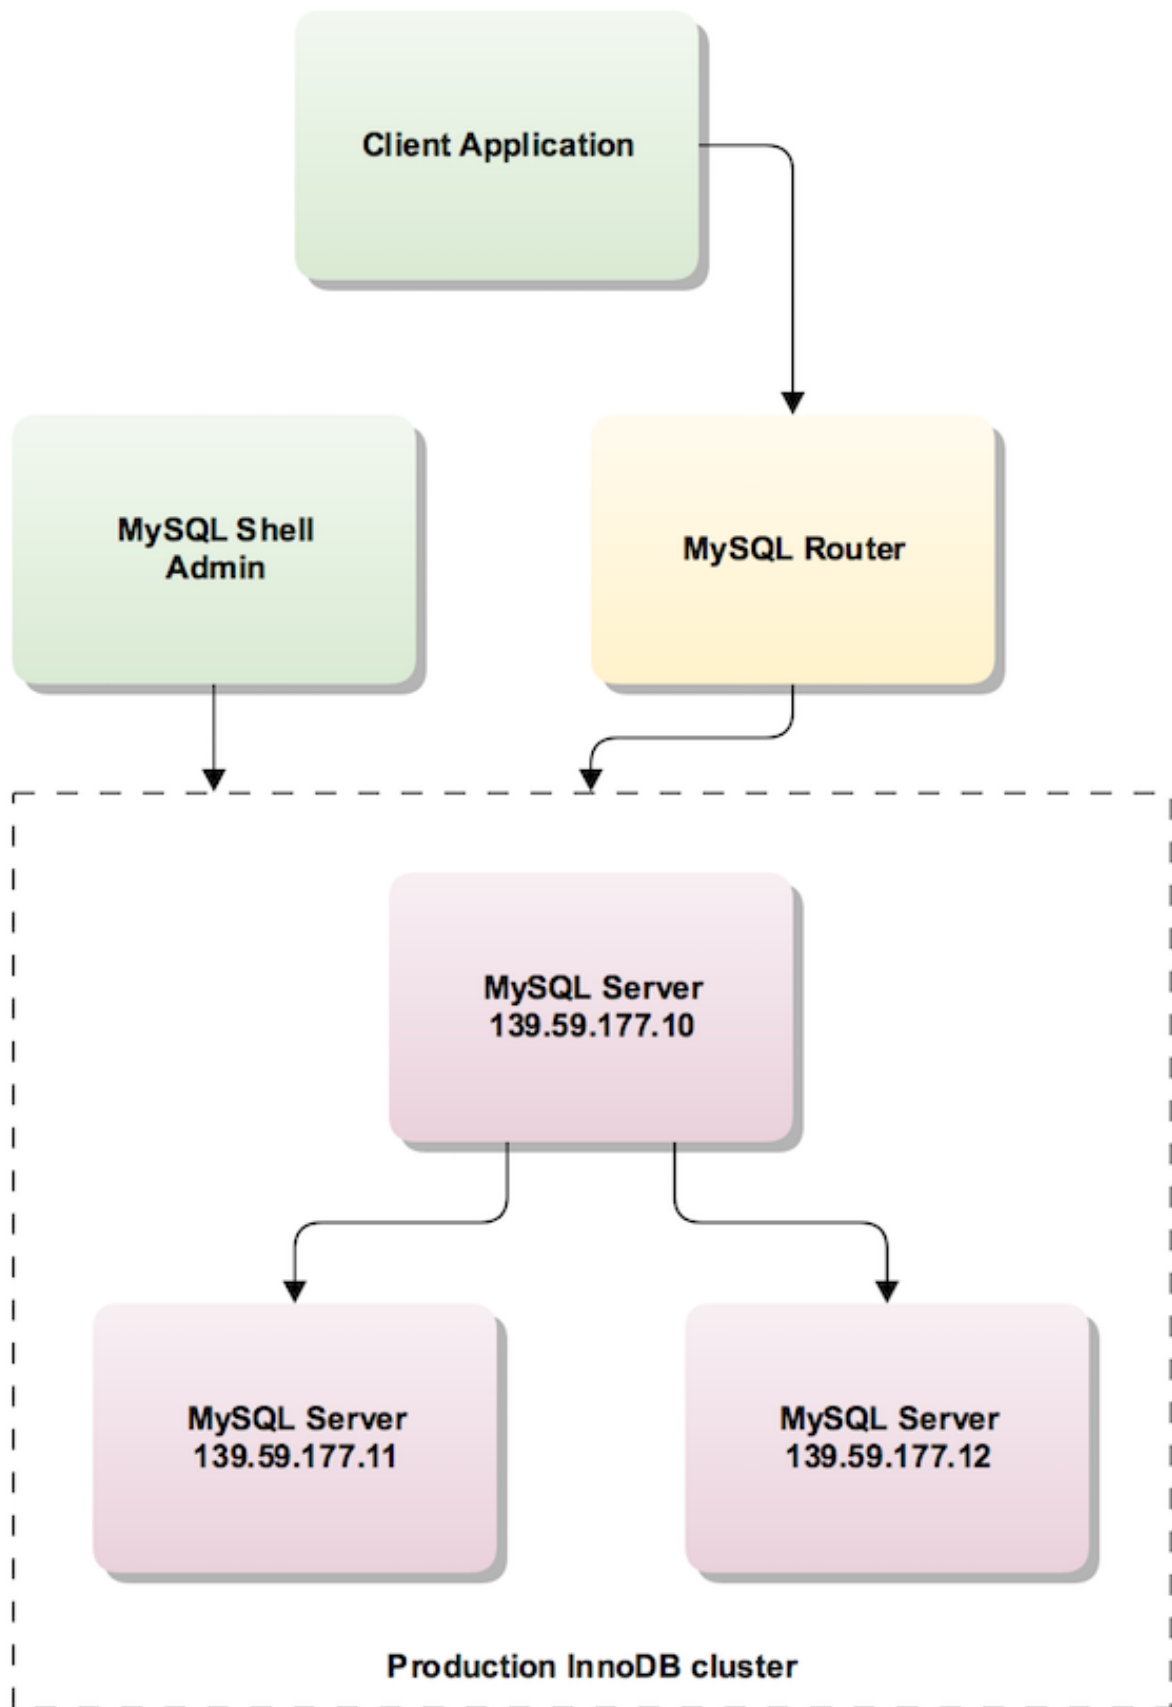 Client Application
MySQL Shell
Admin
MySQL Router
MySQL Server
139.59.177.10
MySQL Server
139.59.177.11
MySQL Server
139.59.177.12
Production InnoDB cluster